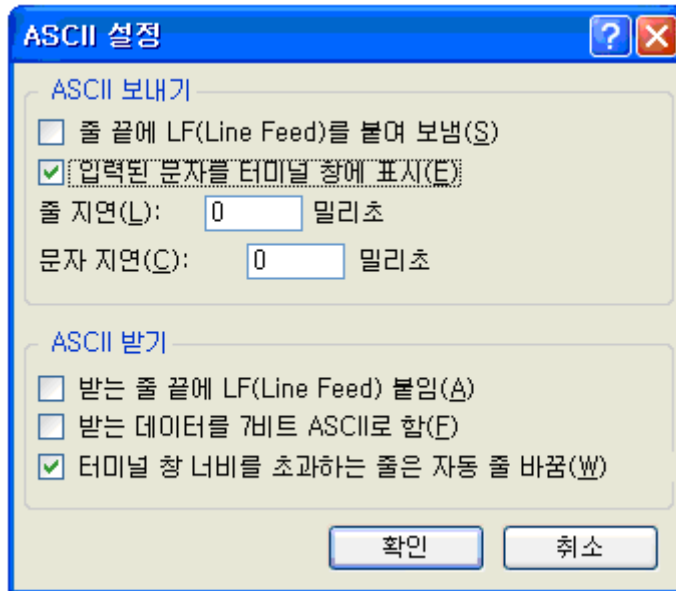 ASCII 설정
ASCII 보내기
줄 끝에 LF(Line Feed)를 붙여 보냄(S)
입력된 문자를 터미널 창에 표시(E)
줄 지연(L): 0 밀리초
문자 지연(C): 0 밀리초
ASCII 받기
받는 줄 끝에 LF(Line Feed) 붙임(A)
받는 데이터를 7비트 ASCII로 함(F)
터미널 창 너비를 초과하는 줄은 자동 줄 바꿈(W)
확인 취소